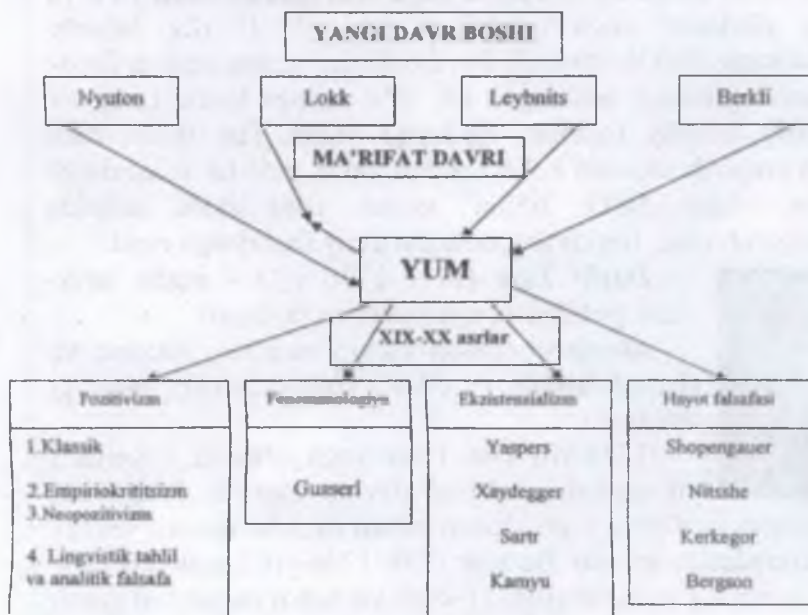 YANGI DAVR BOSHI
Nyuton
Lokk
Leybnits
Berkli
MA'RIFAT DAVRI
YUM
XIX-XX asrlar
Pozitivizm
1.Klassik
2.Empiriokrititsizm
3.Neopozitivizm
4. Lingvistik tahlil
va analitik falsafa
Fenomenologiya
Gusserl
Ekzistensializm
Yaspers
Xaydegger
Sartr
Kamyu
Hayot falsafasi
Shopengauer
Nitsshe
Kerkegor
Bergson